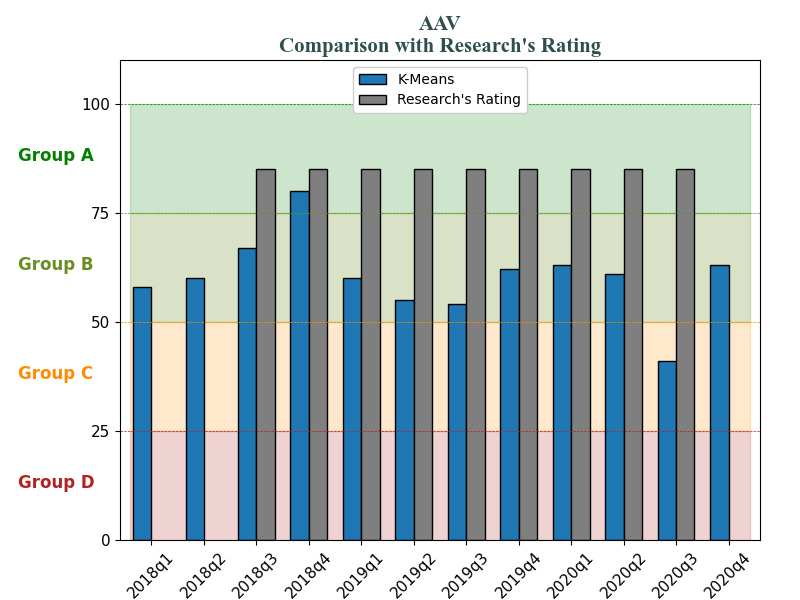 AAV
Comparison with Research's Rating
K-Means
Research's Rating
100
Group A
75
Group B
50
Group C
25
Group D
0
2018q1
2018q2
2018q3
2018q4
2019q1
2019q2
2019q3
2019q4
2020q1
2020q2
2020q3
2020q4